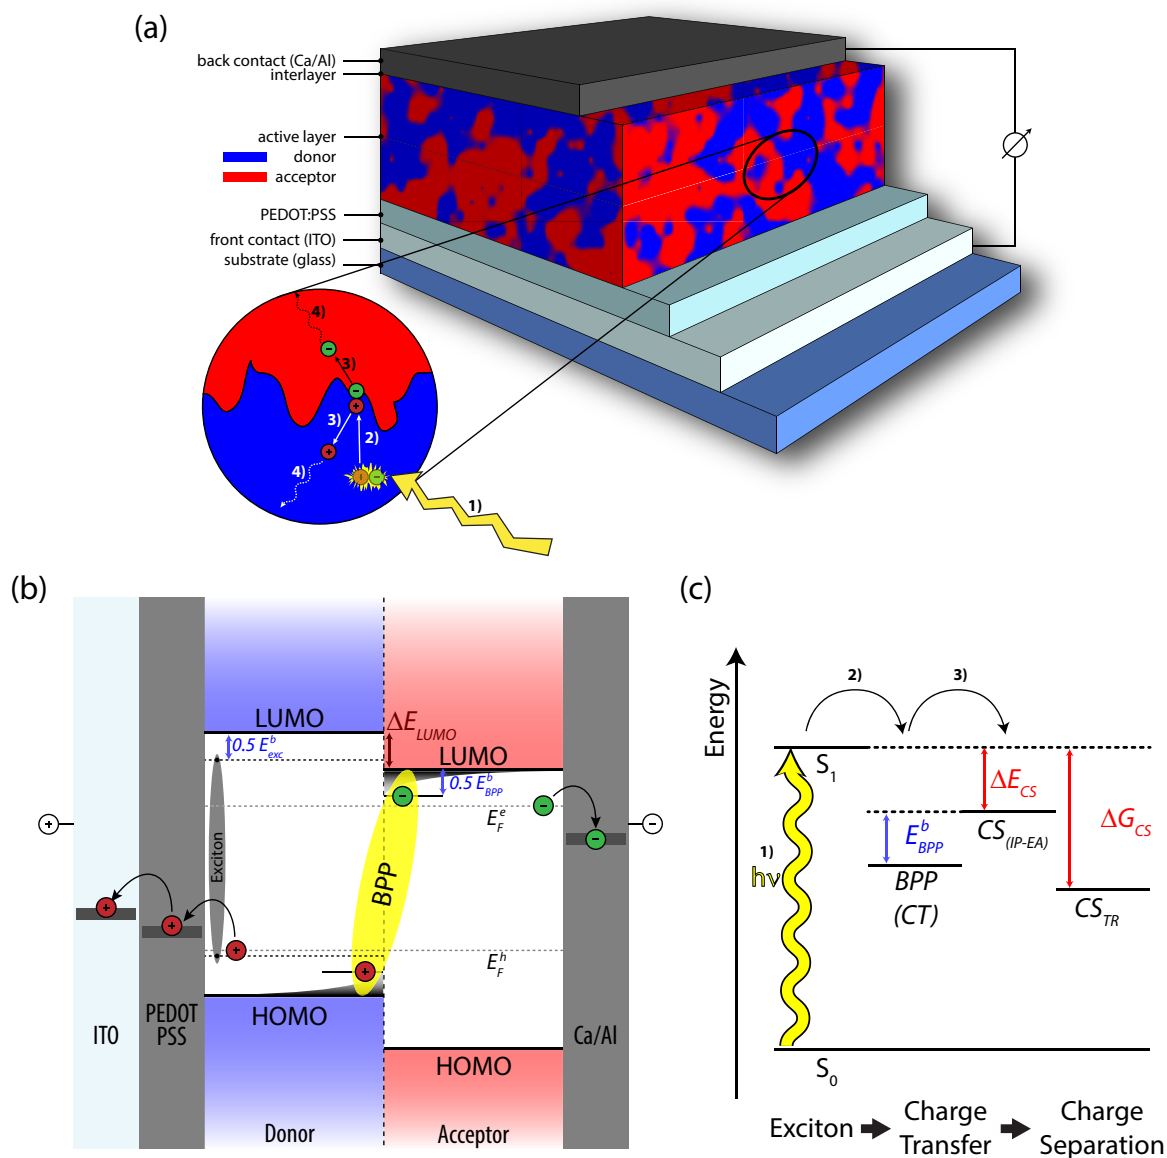 (a)
back contact (Ca/Al)
interlayer
active layer
donor
acceptor
PEDOT:PSS
front contact (ITO)
substrate (glass)
4)
−
3)
−
+
3)
2)
+
4)
+ −
1)
(b)
LUMO
ΔE_LUMO
0.5 E^b_exc
LUMO
0.5 E^b_BPP
−
−
E_F^e
+
−
−
Exciton
BPP
+
+
+
E_F^h
+
HOMO
PEDOT
PSS
ITO
Ca/Al
HOMO
Donor
Acceptor
(c)
Energy
2)
3)
S_1
ΔE_CS
ΔG_CS
E^b_BPP
CS_(IP-EA)
1)
hν
BPP
(CT)
CS_TR
S_0
Exciton
Charge
Transfer
Charge
Separation